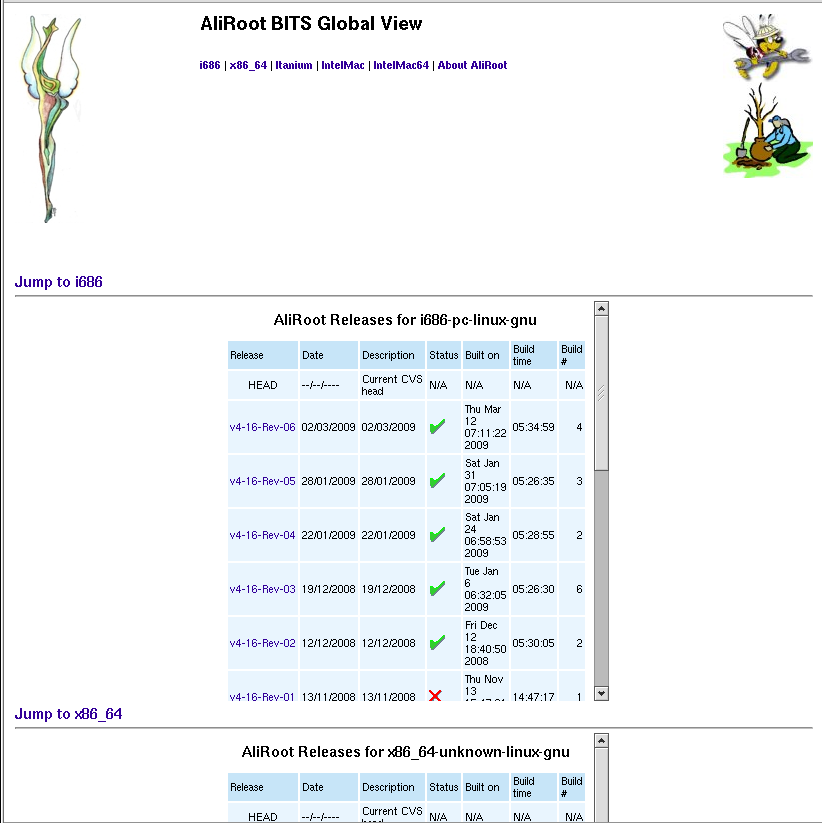 AliRoot BITS Global View
i686 | x86_64 | Itanium | IntelMac | IntelMac64 | About AliRoot
Jump to i686
AliRoot Releases for i686-pc-linux-gnu
Release Date Description Status Built on Build time Build #
HEAD --/--/---- Current CVS head N/A N/A N/A N/A
v4-16-Rev-06 02/03/2009 02/03/2009 Thu Mar 12 07:11:22 2009 05:34:59 4
v4-16-Rev-05 28/01/2009 28/01/2009 Sat Jan 31 07:05:19 2009 05:26:35 3
v4-16-Rev-04 22/01/2009 22/01/2009 Sat Jan 24 06:58:53 2009 05:28:55 2
v4-16-Rev-03 19/12/2008 19/12/2008 Tue Jan 6 06:32:05 2009 05:26:30 6
v4-16-Rev-02 12/12/2008 12/12/2008 Fri Dec 12 18:40:50 2008 05:30:05 2
v4-16-Rev-01 13/11/2008 13/11/2008 Thu Nov 13 14:47:17 1
Jump to x86_64
AliRoot Releases for x86_64-unknown-linux-gnu
Release Date Description Status Built on Build time Build #
HEAD --/--/---- Current CVS head N/A N/A N/A N/A